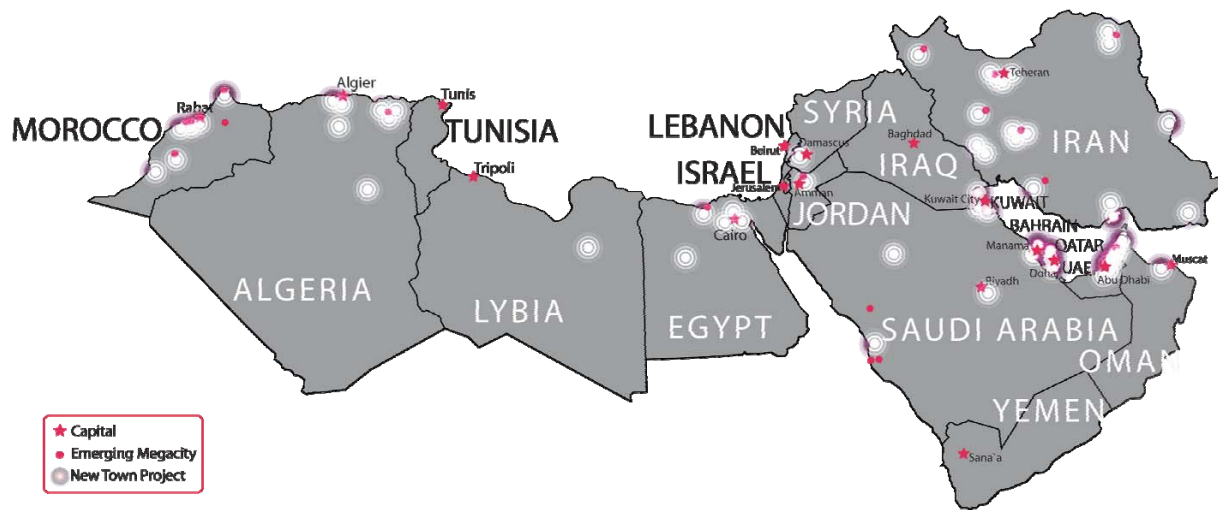 Algier
Tunis
Rabat
MOROCCO
TUNISIA
Tripoli
ALGERIA
LYBIA
Cairo
EGYPT
LEBANON
Beirut
SYRIA
Damascus
ISRAEL
Jerusalem
Amman
JORDAN
Baghdad
IRAQ
Teheran
IRAN
Kuwait City
KUWAIT
BAHRAIN
Manama
QATAR
Doha
UAE
Abu Dhabi
Muscat
Riyadh
SAUDI ARABIA
OMAN
YEMEN
Sana`a
Capital
Emerging Megacity
New Town Project